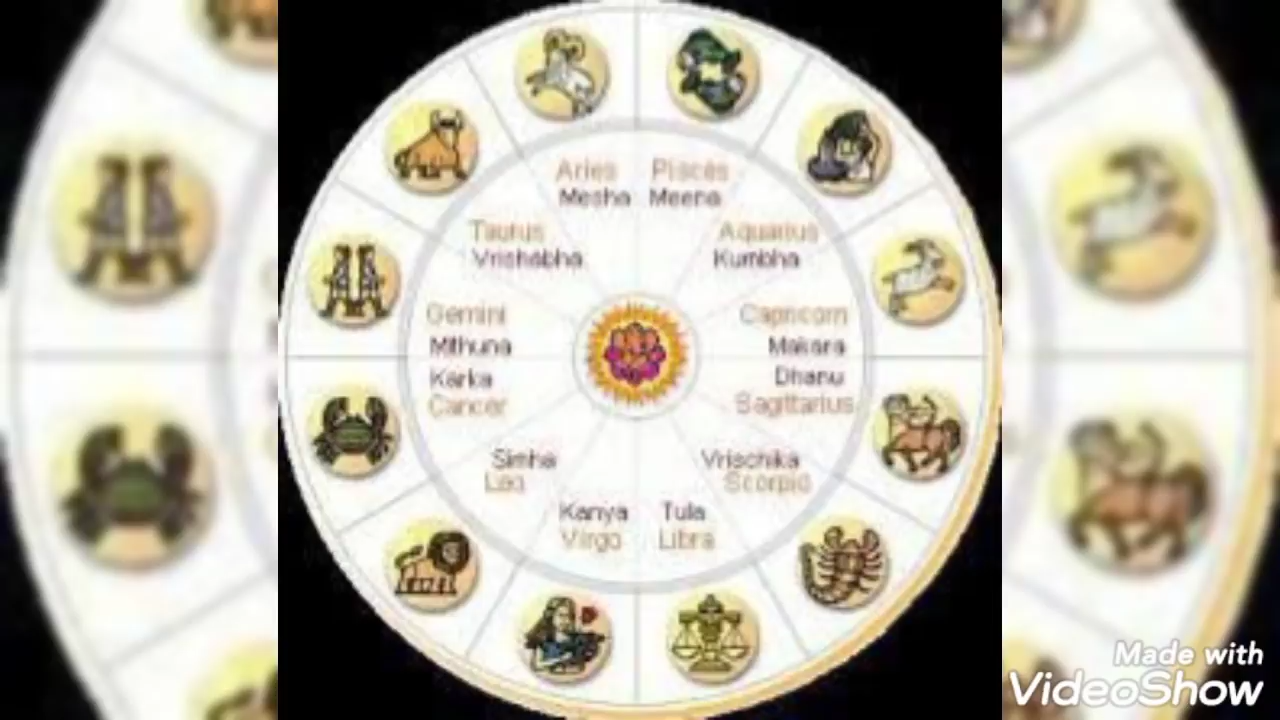 Aries
Mesha
Pisces
Meena
Taurus
Vrishabha
Aquarius
Kumbha
Gemini
Mithuna
Capricorn
Makara
Karka
Cancer
Dhanu
Sagittarius
Simha
Leo
Vrischika
Scorpio
Kanya
Virgo
Tula
Libra
Made with
VideoShow